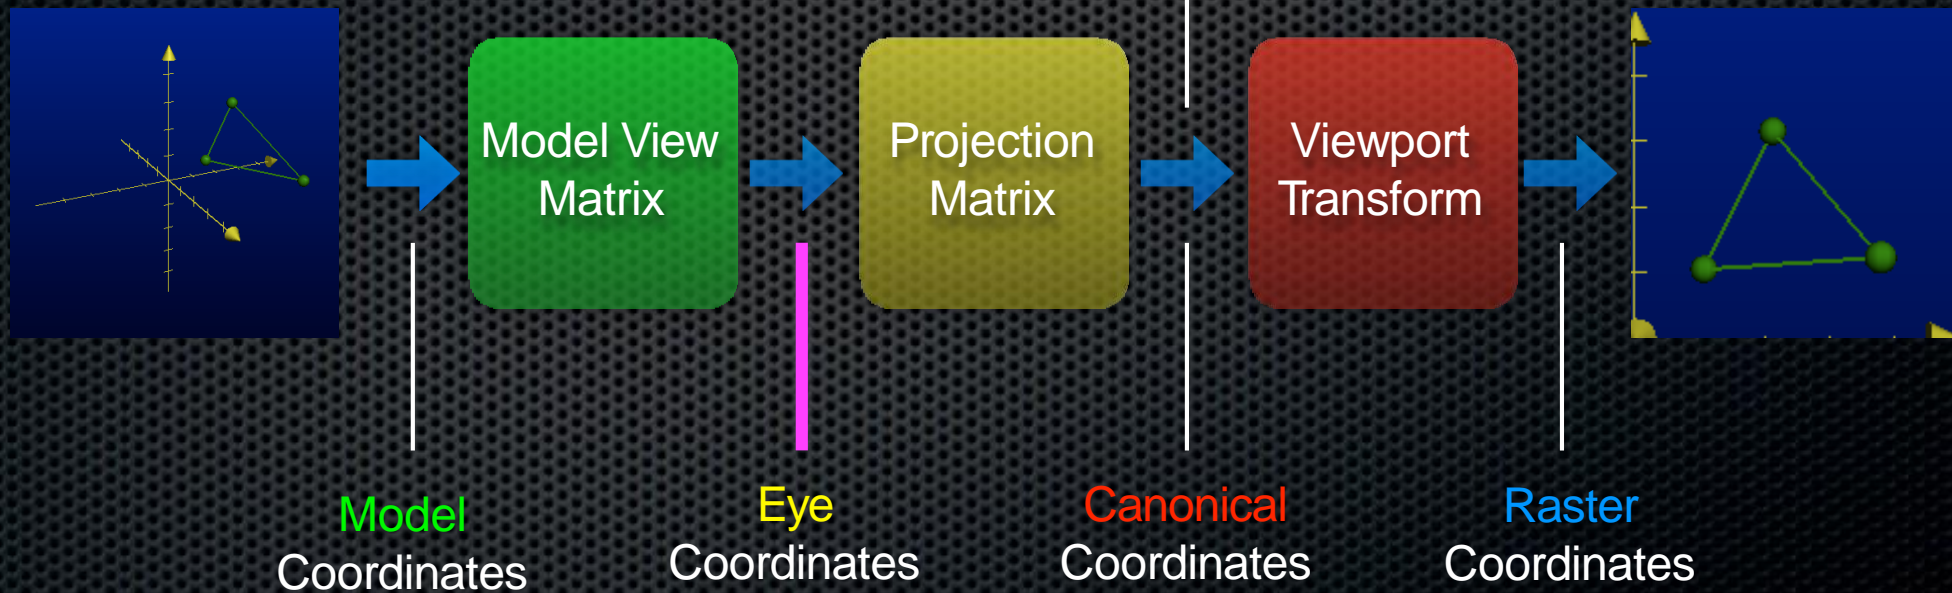 Model View
Matrix
Projection
Matrix
Viewport
Transform
Model
Coordinates
Eye
Coordinates
Canonical
Coordinates
Raster
Coordinates